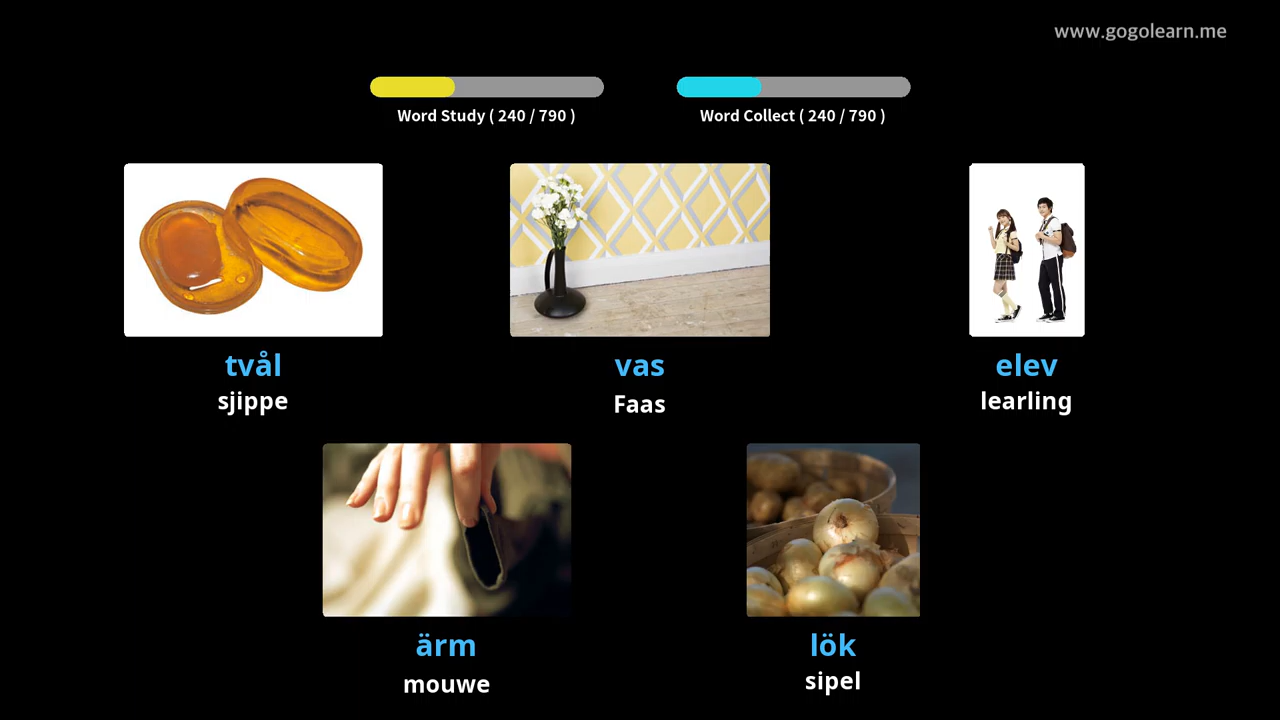 www.gogolearn.me
Word Study ( 240 / 790 )
Word Collect ( 240 / 790 )
tvål
sjippe
vas
Faas
elev
learling
ärm
mouwe
lök
sipel